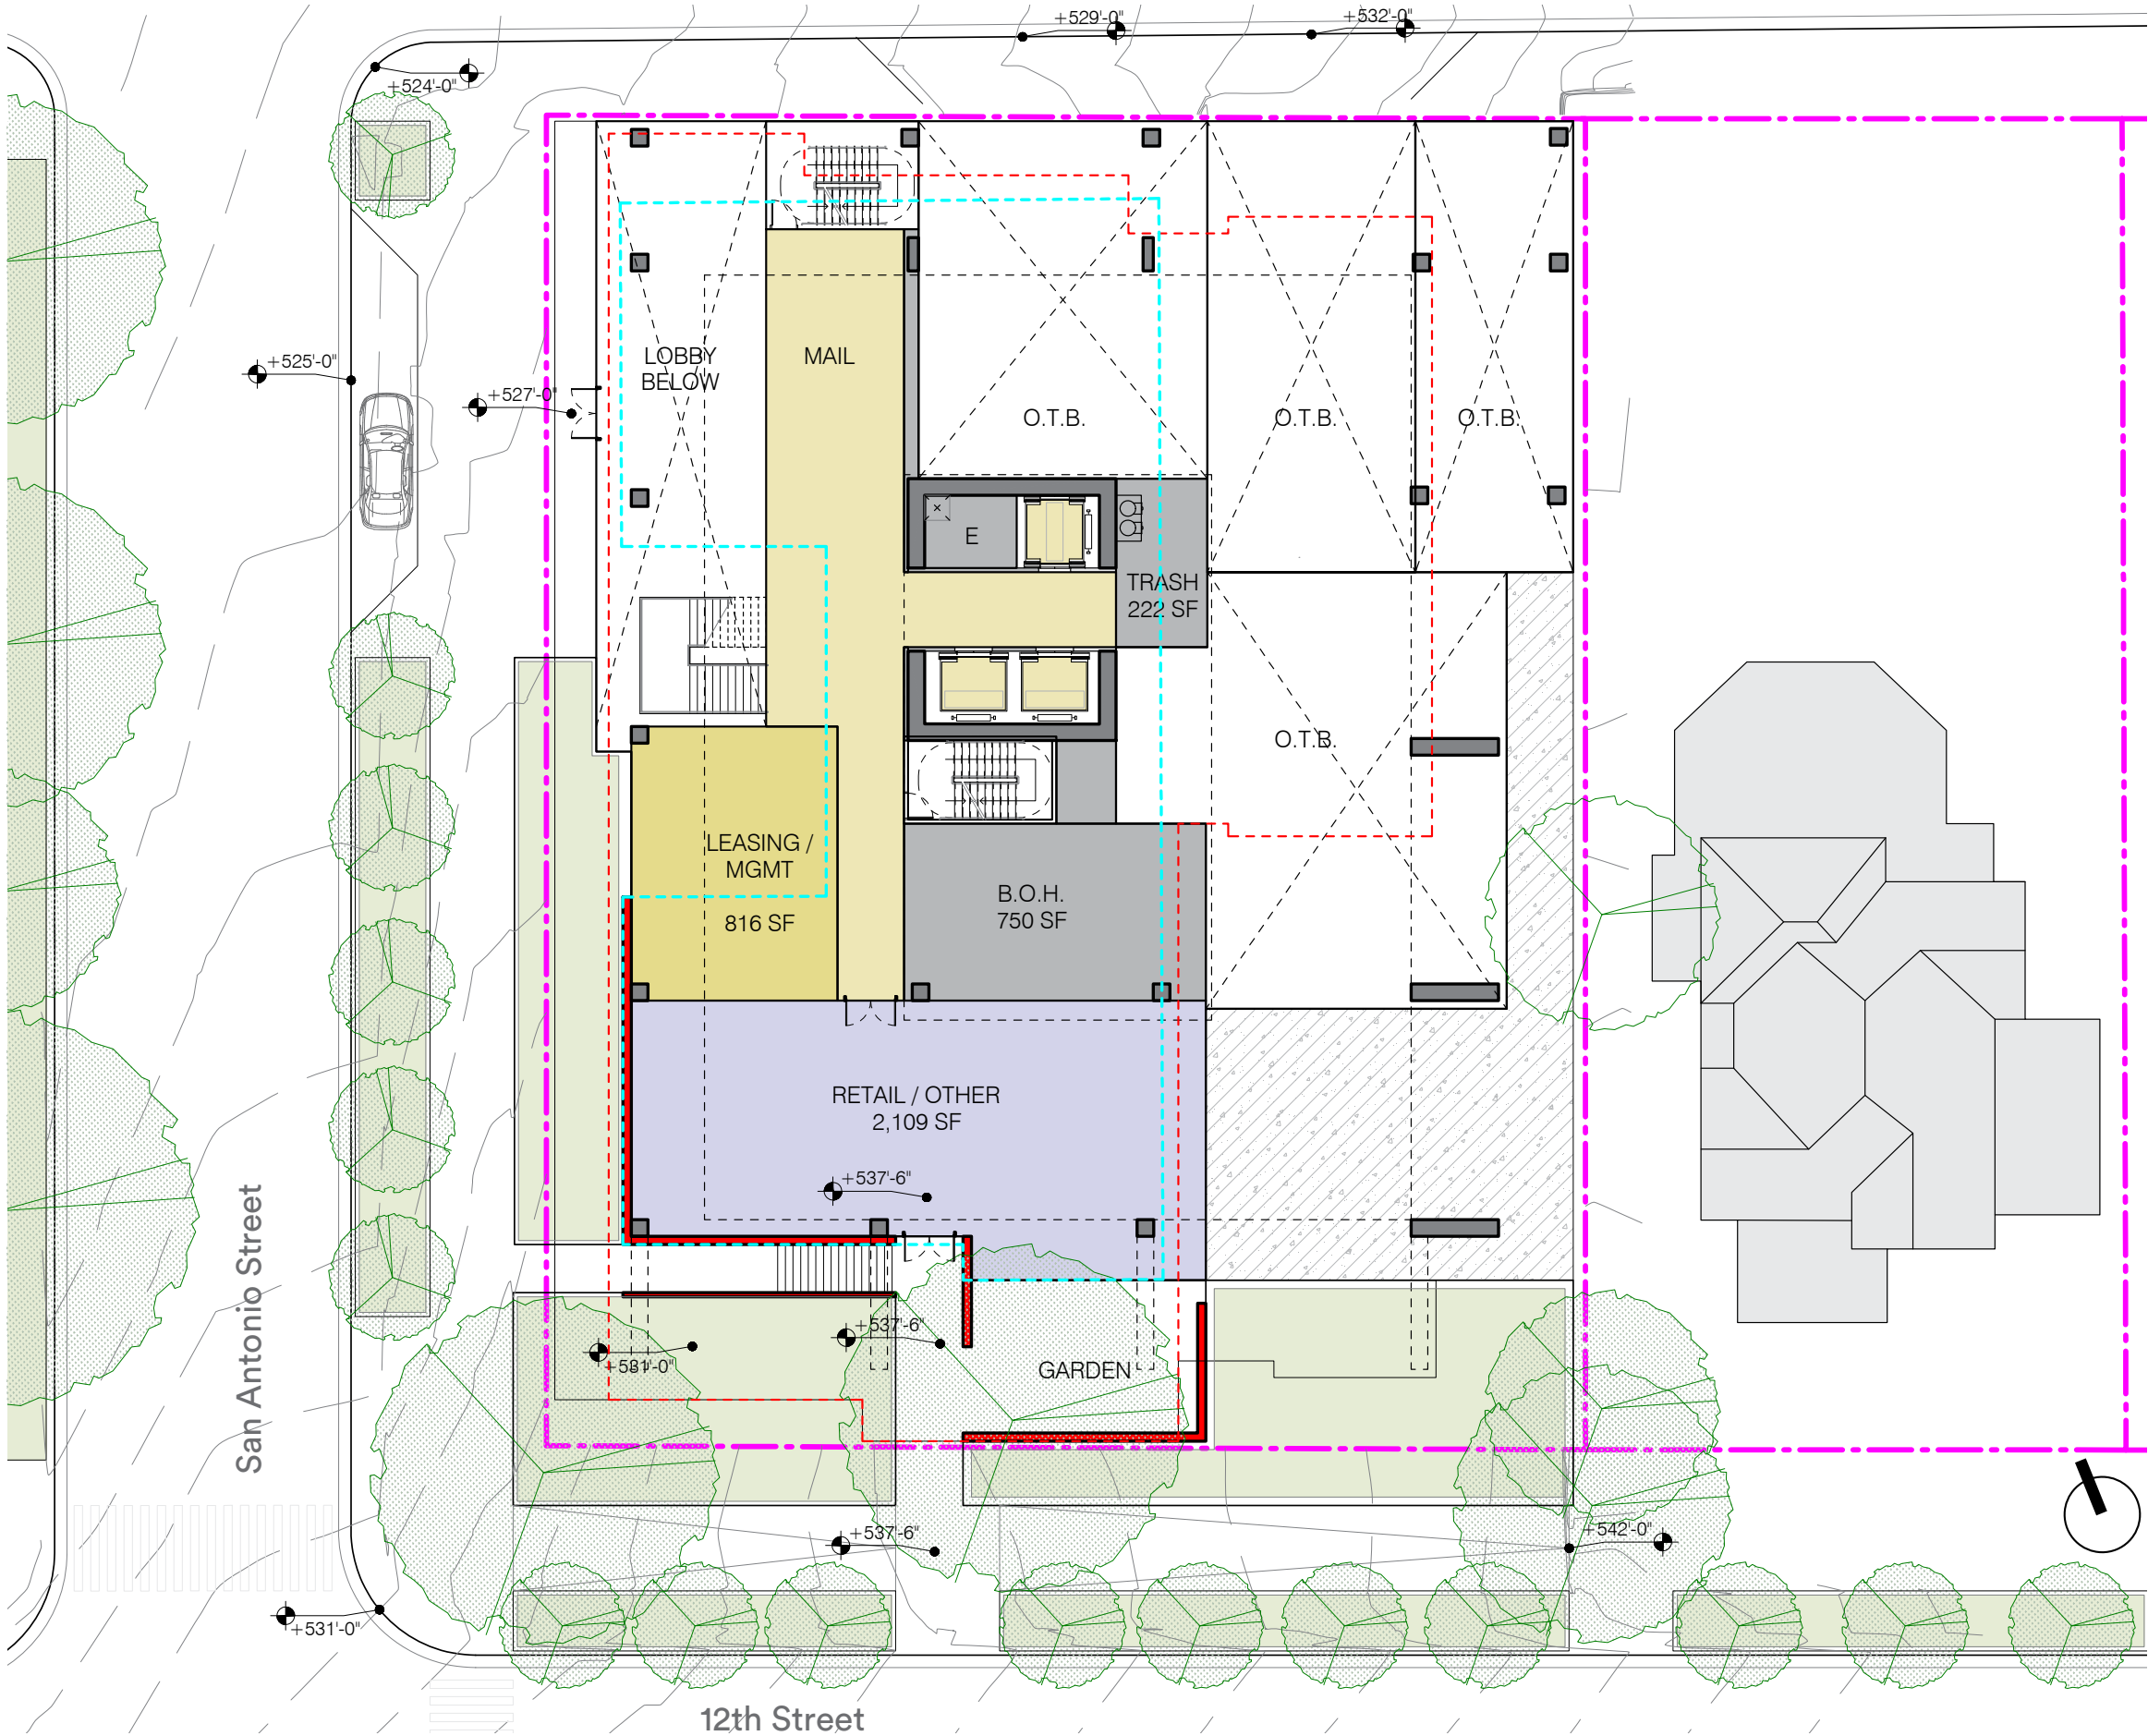 +529'-0"
+532'-0"
+524'-0"
+525'-0"
+527'-0"
LOBBY
BELOW
MAIL
O.T.B.
O.T.B.
O.T.B.
E
TRASH
222 SF
O.T.B.
LEASING /
MGMT
816 SF
B.O.H.
750 SF
RETAIL / OTHER
2,109 SF
+537'-6"
San Antonio Street
+537'-6"
+531'-0"
GARDEN
+537'-6"
+542'-0"
+531'-0"
12th Street